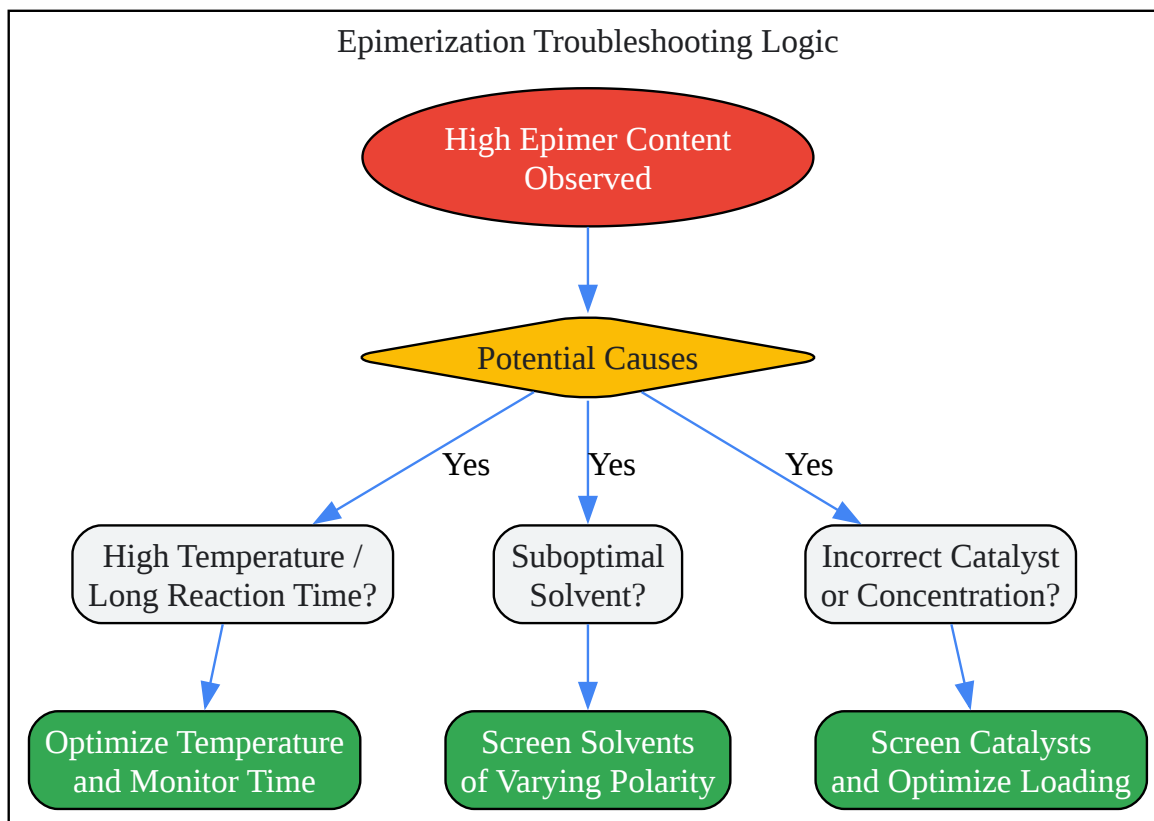 Epimerization Troubleshooting Logic
High Epimer Content
Observed
Potential Causes
Yes
Yes
Yes
High Temperature /
Long Reaction Time?
Suboptimal
Solvent?
Incorrect Catalyst
or Concentration?
Optimize Temperature
and Monitor Time
Screen Solvents
of Varying Polarity
Screen Catalysts
and Optimize Loading